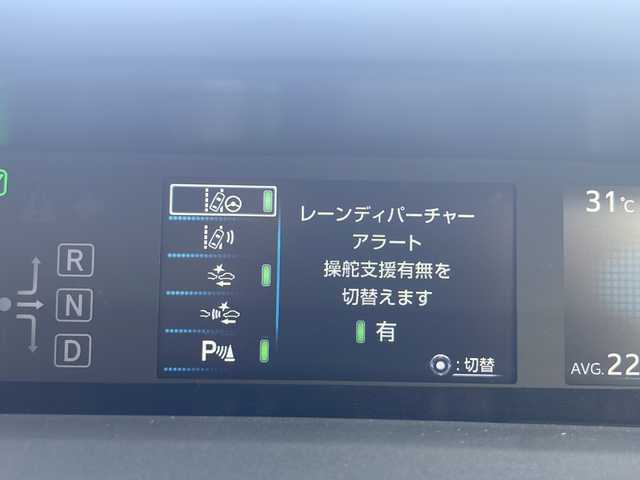 レーンディパーチャー
アラート
操舵支援有無を
切替えます
有
:切替
P
R
N
D
31℃
AVG.22